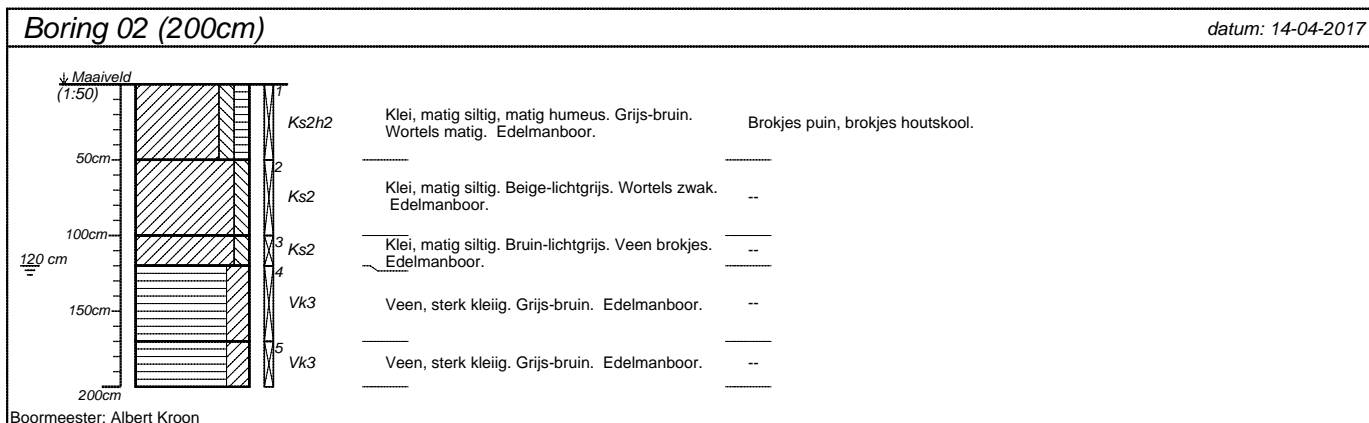 Boring 02 (200cm)
datum: 14-04-2017
Maaiveld
(1:50)
1
Ks2h2
Klei, matig siltig, matig humeus. Grijs-bruin.
Wortels matig. Edelmanboor.
Brokjes puin, brokjes houtskool.
50cm
2
Ks2
Klei, matig siltig. Beige-lichtgrijs. Wortels zwak.
Edelmanboor.
--
100cm
3
Ks2
Klei, matig siltig. Bruin-lichtgrijs. Veen brokjes.
Edelmanboor.
--
120 cm
4
Vk3
Veen, sterk kleiig. Grijs-bruin. Edelmanboor.
--
150cm
5
Vk3
Veen, sterk kleiig. Grijs-bruin. Edelmanboor.
--
200cm
Boormeester: Albert Kroon